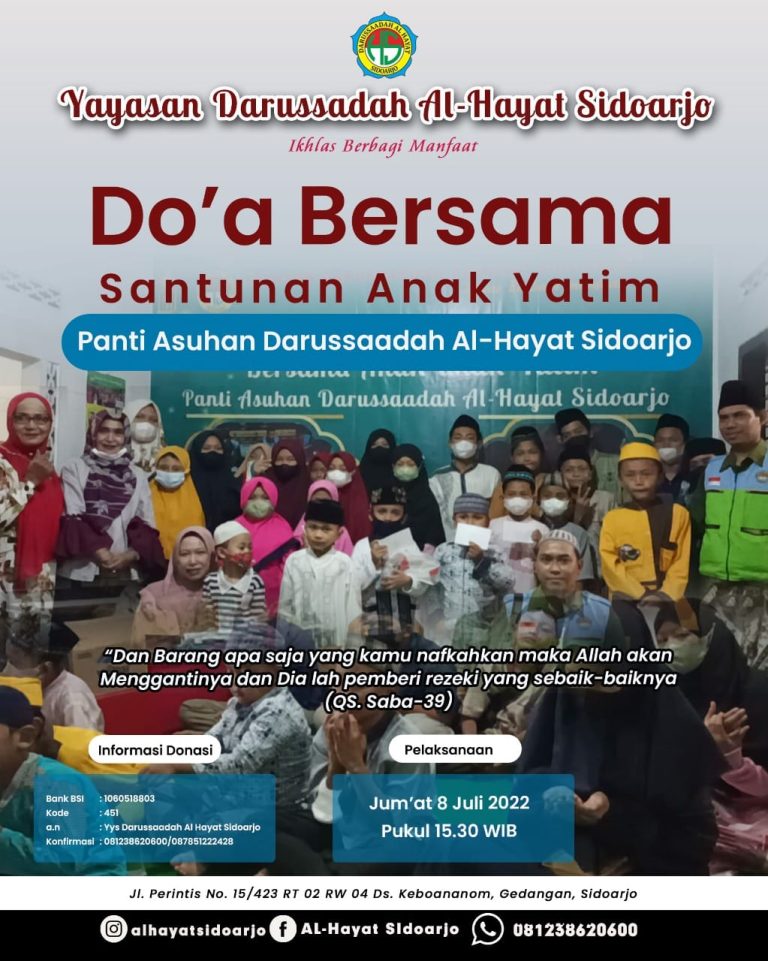 DARUSSAADAH AL HAYAT
SIDOARJO
Yayasan Darussadah Al-Hayat Sidoarjo
Ikhlas Berbagi Manfaat
Do'a Bersama
Santunan Anak Yatim
Panti Asuhan Darussaadah Al-Hayat Sidoarjo
Panti Asuhan Darussaadah Al-Hayat Sidoarjo
“Dan Barang apa saja yang kamu nafkahkan maka Allah akan
Menggantinya dan Dia lah pemberi rezeki yang sebaik-baiknya
(QS. Saba-39)
Informasi Donasi
Bank BSI : 1060518803
Kode : 451
a.n : Yys Darussaadah Al Hayat Sidoarjo
Konfirmasi : 081238620600/087851222428
Pelaksanaan
Jum'at 8 Juli 2022
Pukul 15.30 WIB
Jl. Perintis No. 15/423 RT 02 RW 04 Ds. Keboananom, Gedangan, Sidoarjo
alhayatsidoarjo AL-Hayat SIdoarjo 081238620600